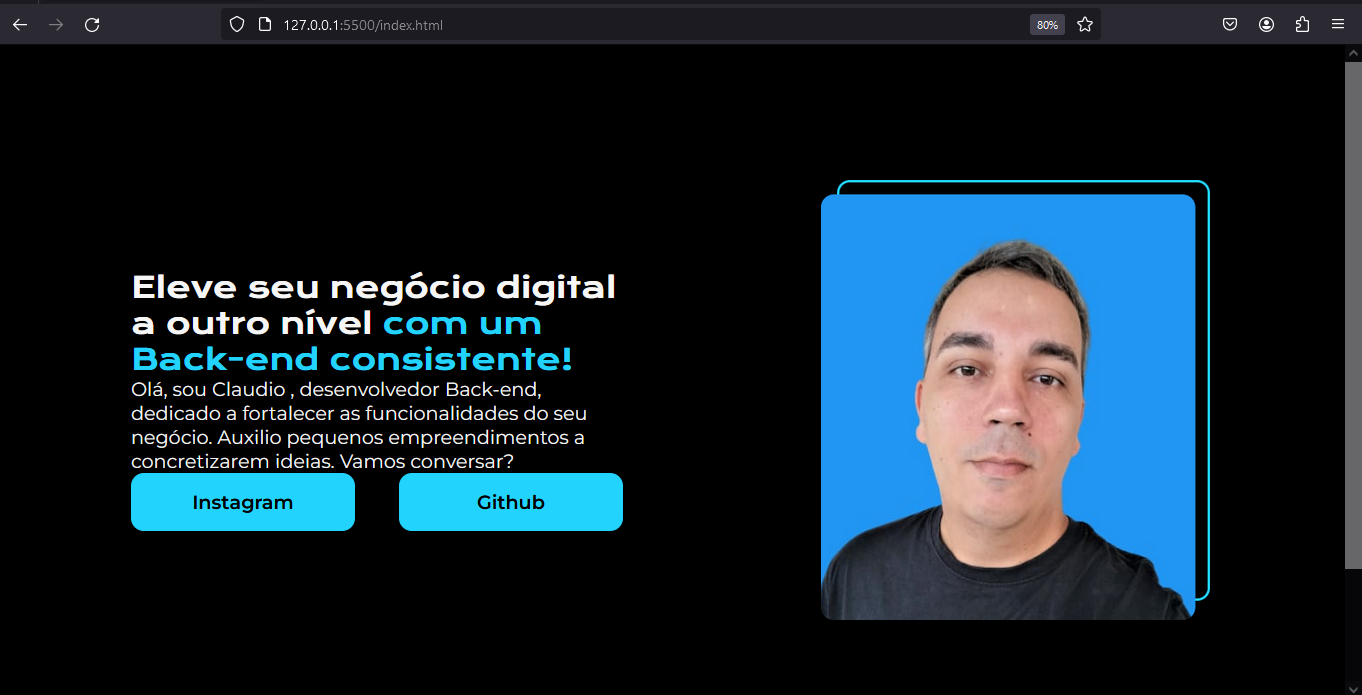 127.0.0.1:5500/index.html
80%
Eleve seu negócio digital
a outro nível com um
Back-end consistente!
Olá, sou Claudio , desenvolvedor Back-end,
dedicado a fortalecer as funcionalidades do seu
negócio. Auxilio pequenos empreendimentos a
concretizarem ideias. Vamos conversar?
Instagram
Github